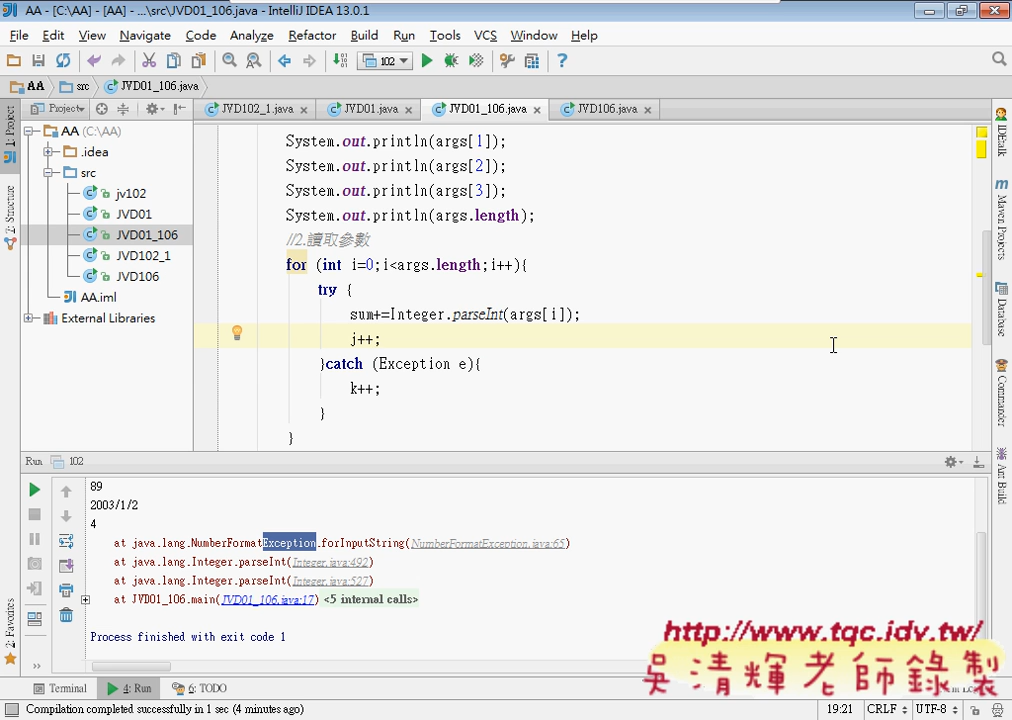 AA - [C:\AA] - [AA] - ...\src\JVD01_106.java - IntelliJ IDEA 13.0.1
File Edit View Navigate Code Analyze Refactor Build Run Tools VCS Window Help
102
AA src JVD01_106.java
Project JVD102_1.java JVD01.java JVD01_106.java JVD106.java
1: Project
2: Structure
2: Favorites
AA (C:\AA)
.idea
src
jv102
JVD01
JVD01_106
JVD102_1
JVD106
AA.iml
External Libraries
System.out.println(args[1]);
System.out.println(args[2]);
System.out.println(args[3]);
System.out.println(args.length);
//2.讀取參數
for (int i=0;i<args.length;i++){
try {
sum+=Integer.parseInt(args[i]);
j++;
}catch (Exception e){
k++;
}
}
IDEtalk
Maven Projects
Database
Commander
Ant Build
Run 102
89
2003/1/2
4
at java.lang.NumberFormatException.forInputString(NumberFormatException.java:65)
at java.lang.Integer.parseInt(Integer.java:492)
at java.lang.Integer.parseInt(Integer.java:527)
at JVD01_106.main(JVD01_106.java:17) <5 internal calls>
Process finished with exit code 1
http://www.tqc.idv.tw/
吳清輝老師錄製
Terminal 4: Run 6: TODO
Compilation completed successfully in 1 sec (4 minutes ago) 19:21 CRLF UTF-8